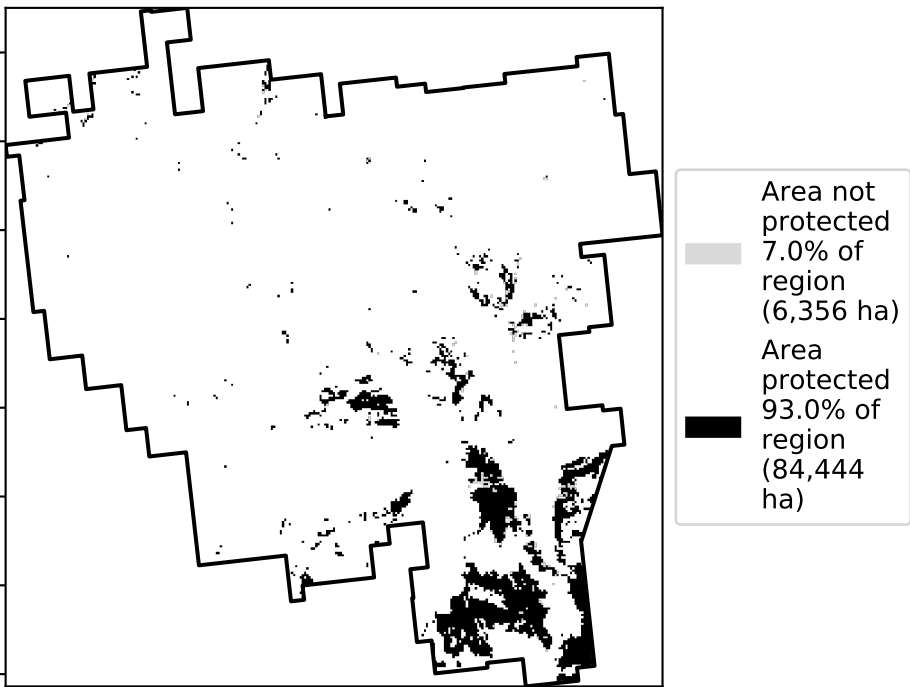 Area not
protected
7.0% of
region
(6,356 ha)
Area
protected
93.0% of
region
(84,444
ha)